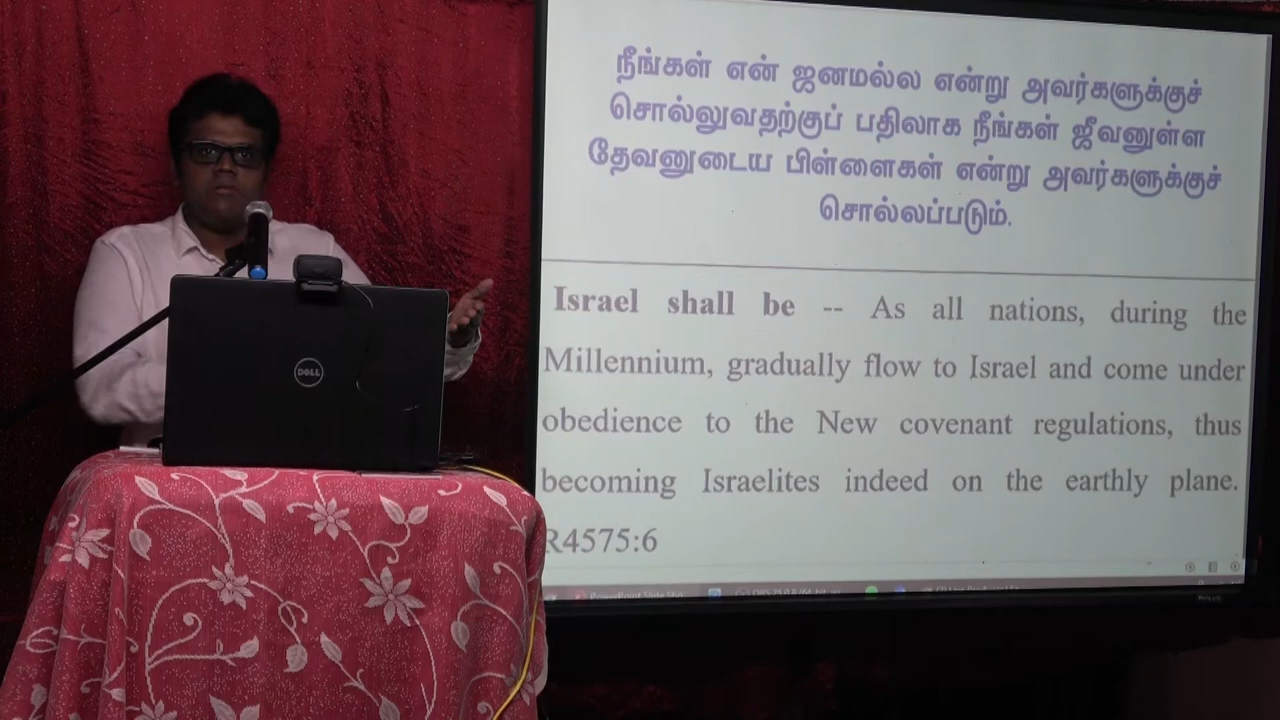 நீங்கள் என் ஜனமல்ல என்று அவர்களுக்குச்
சொல்லுவதற்குப் பதிலாக நீங்கள் ஜீவனுள்ள
தேவனுடைய பிள்ளைகள் என்று அவர்களுக்குச்
சொல்லப்படும்.
Israel shall be -- As all nations, during the
Millennium, gradually flow to Israel and come under
obedience to the New covenant regulations, thus
becoming Israelites indeed on the earthly plane.
R4575:6
DELL